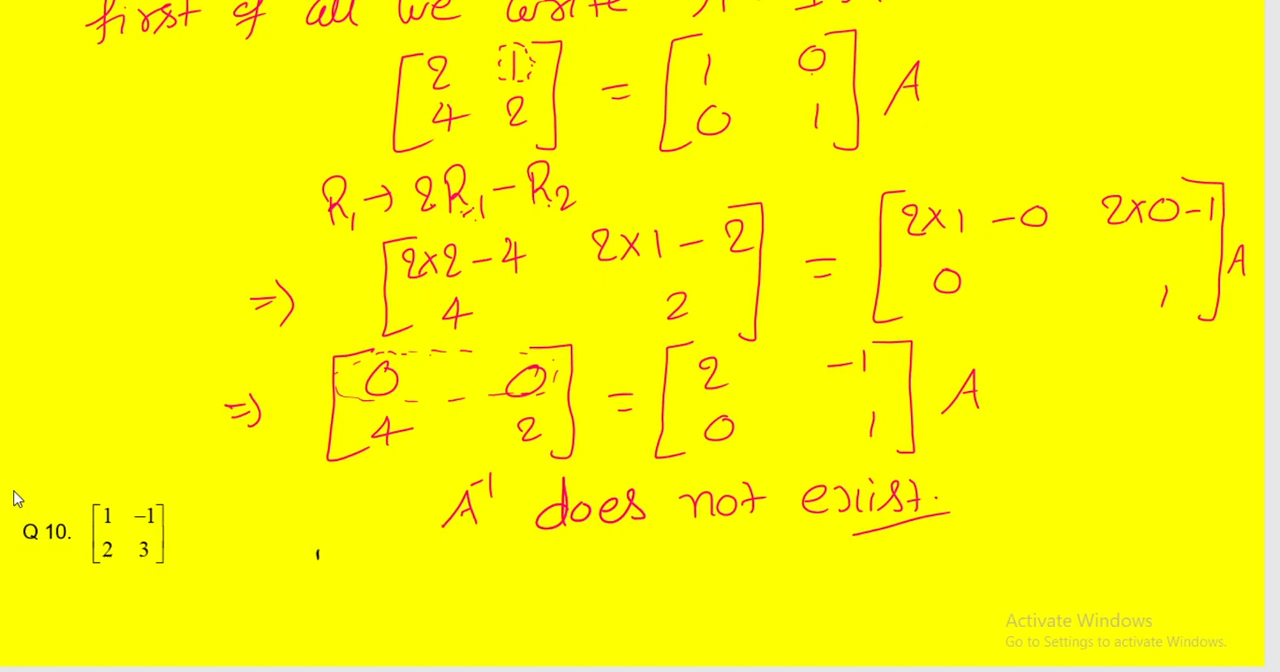 first of all we write
[2 1; 4 2] = [1 0; 0 1] A
R₁ → 2R₁ − R₂
⇒ [2×2−4 2×1−2; 4 2] = [2×1−0 2×0−1; 0 1] A
⇒ [0 0; 4 2] = [2 −1; 0 1] A
A⁻¹ does not exist.
Q 10. [1 −1; 2 3]
Activate Windows
Go to Settings to activate Windows.